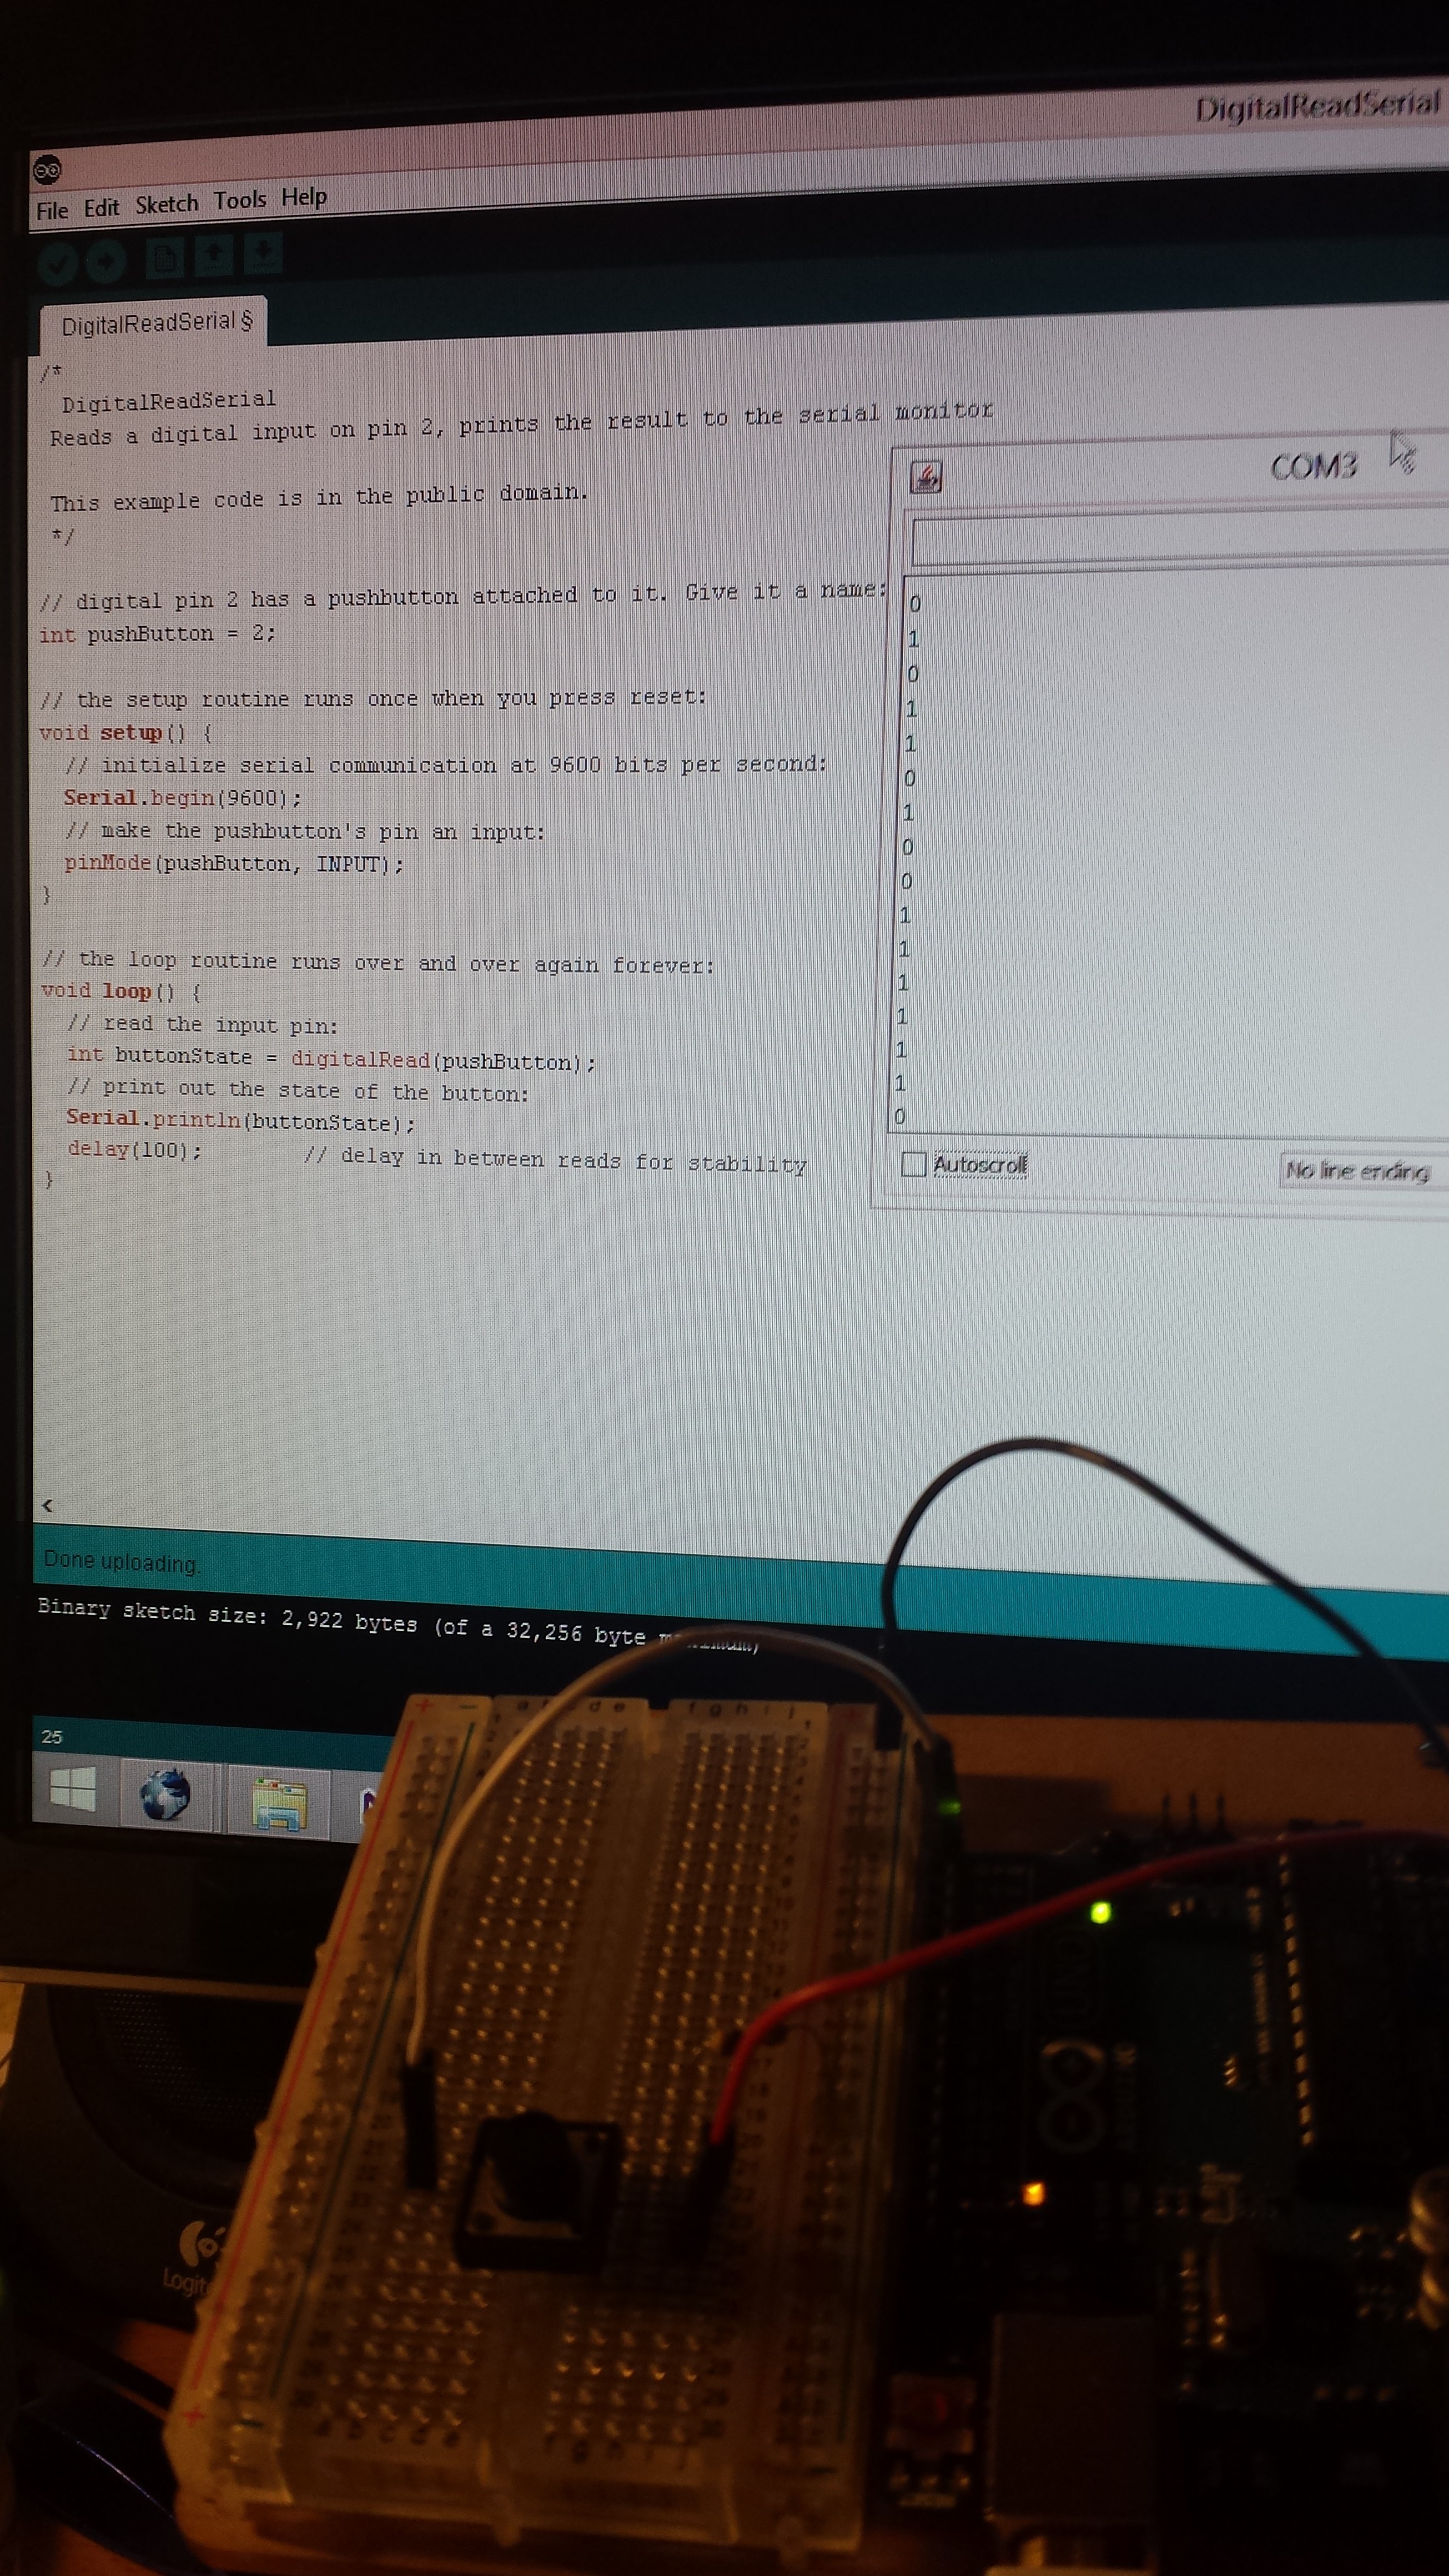 DigitalReadSerial
File Edit Sketch Tools Help
DigitalReadSerial §
/*
DigitalReadSerial
Reads a digital input on pin 2, prints the result to the serial monitor
This example code is in the public domain.
*/
// digital pin 2 has a pushbutton attached to it. Give it a name:
int pushButton = 2;
// the setup routine runs once when you press reset:
void setup() {
// initialize serial communication at 9600 bits per second:
Serial.begin(9600);
// make the pushbutton's pin an input:
pinMode(pushButton, INPUT);
}
// the loop routine runs over and over again forever:
void loop() {
// read the input pin:
int buttonState = digitalRead(pushButton);
// print out the state of the button:
Serial.println(buttonState);
delay(100); // delay in between reads for stability
}
COM3
0
1
0
1
1
0
1
0
0
1
1
1
1
1
1
0
Autoscroll
No line ending
Done uploading.
Binary sketch size: 2,922 bytes (of a 32,256 byte
25
+ -
d e f g h i j